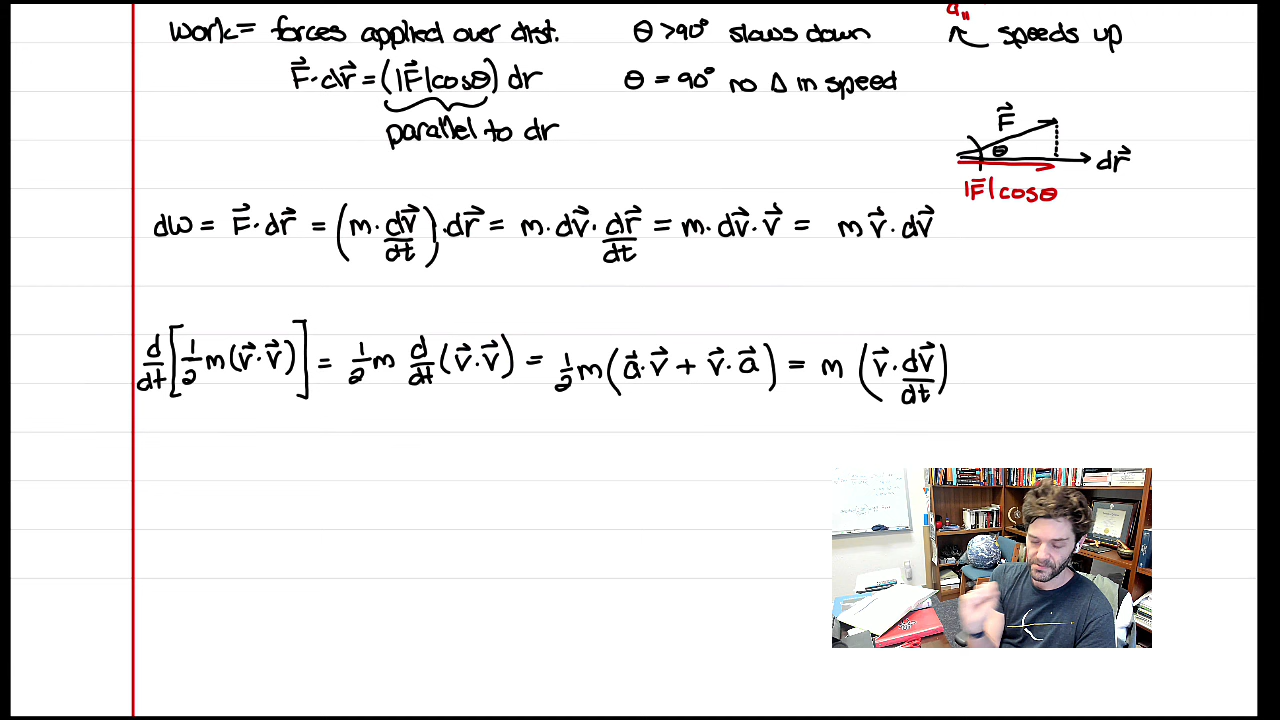 work = forces applied over dist.
F⃗·dr⃗ = (|F⃗|cosθ) dr
parallel to dr
θ >90° slows down
θ = 90° no Δ in speed
a,, speeds up
F⃗
θ
dr⃗
|F⃗|cosθ
dW = F⃗·dr⃗ = (m·dv⃗/dt)·dr⃗ = m·dv⃗·dr⃗/dt = m·dv⃗·v⃗ = m v⃗·dv⃗
d/dt[½m(v⃗·v⃗)] = ½m d/dt(v⃗·v⃗) = ½m(a⃗·v⃗ + v⃗·a⃗) = m (v⃗·dv⃗/dt)